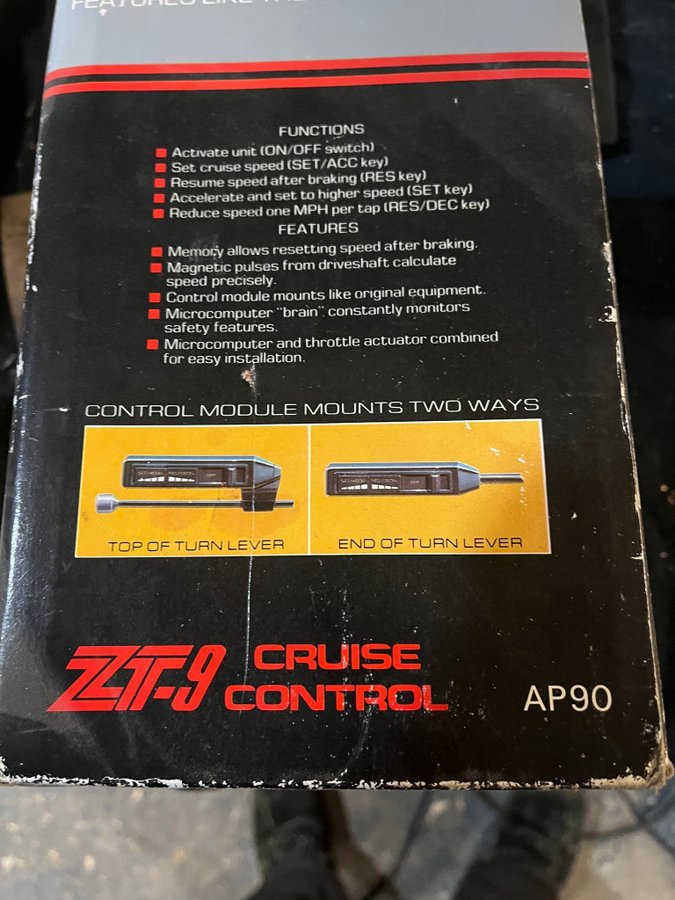 FEATURES LIKE THE
FUNCTIONS
Activate unit (ON/OFF switch)
Set cruise speed (SET/ACC key)
Resume speed after braking (RES key)
Accelerate and set to higher speed (SET key)
Reduce speed one MPH per tap (RES/DEC key)
FEATURES
Memory allows resetting speed after braking.
Magnetic pulses from driveshaft calculate
speed precisely.
Control module mounts like original equipment.
Microcomputer "brain" constantly monitors
safety features.
Microcomputer and throttle actuator combined
for easy installation.
CONTROL MODULE MOUNTS TWO WAYS
TOP OF TURN LEVER
END OF TURN LEVER
ZT-9 CRUISE
CONTROL
AP90